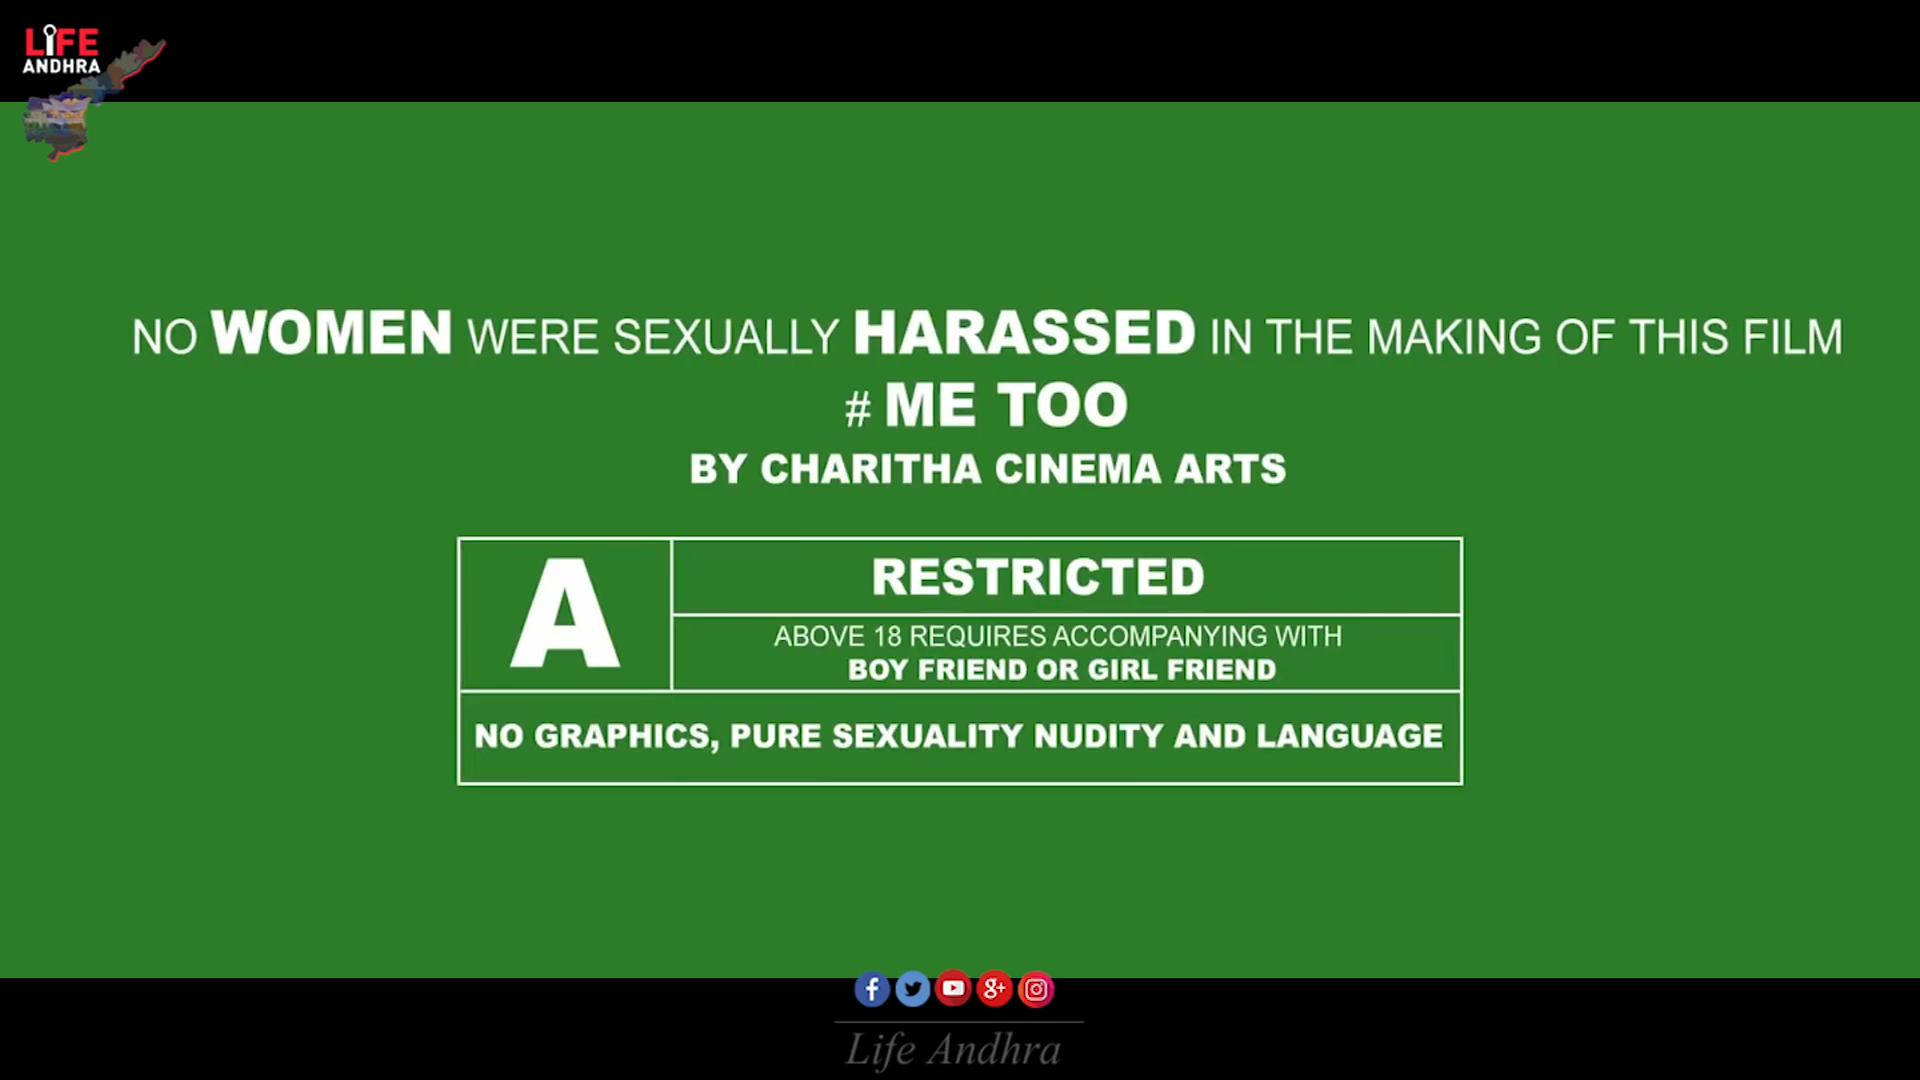 LIFE
ANDHRA
NO WOMEN WERE SEXUALLY HARASSED IN THE MAKING OF THIS FILM
# ME TOO
BY CHARITHA CINEMA ARTS
A
RESTRICTED
ABOVE 18 REQUIRES ACCOMPANYING WITH
BOY FRIEND OR GIRL FRIEND
NO GRAPHICS, PURE SEXUALITY NUDITY AND LANGUAGE
Life Andhra